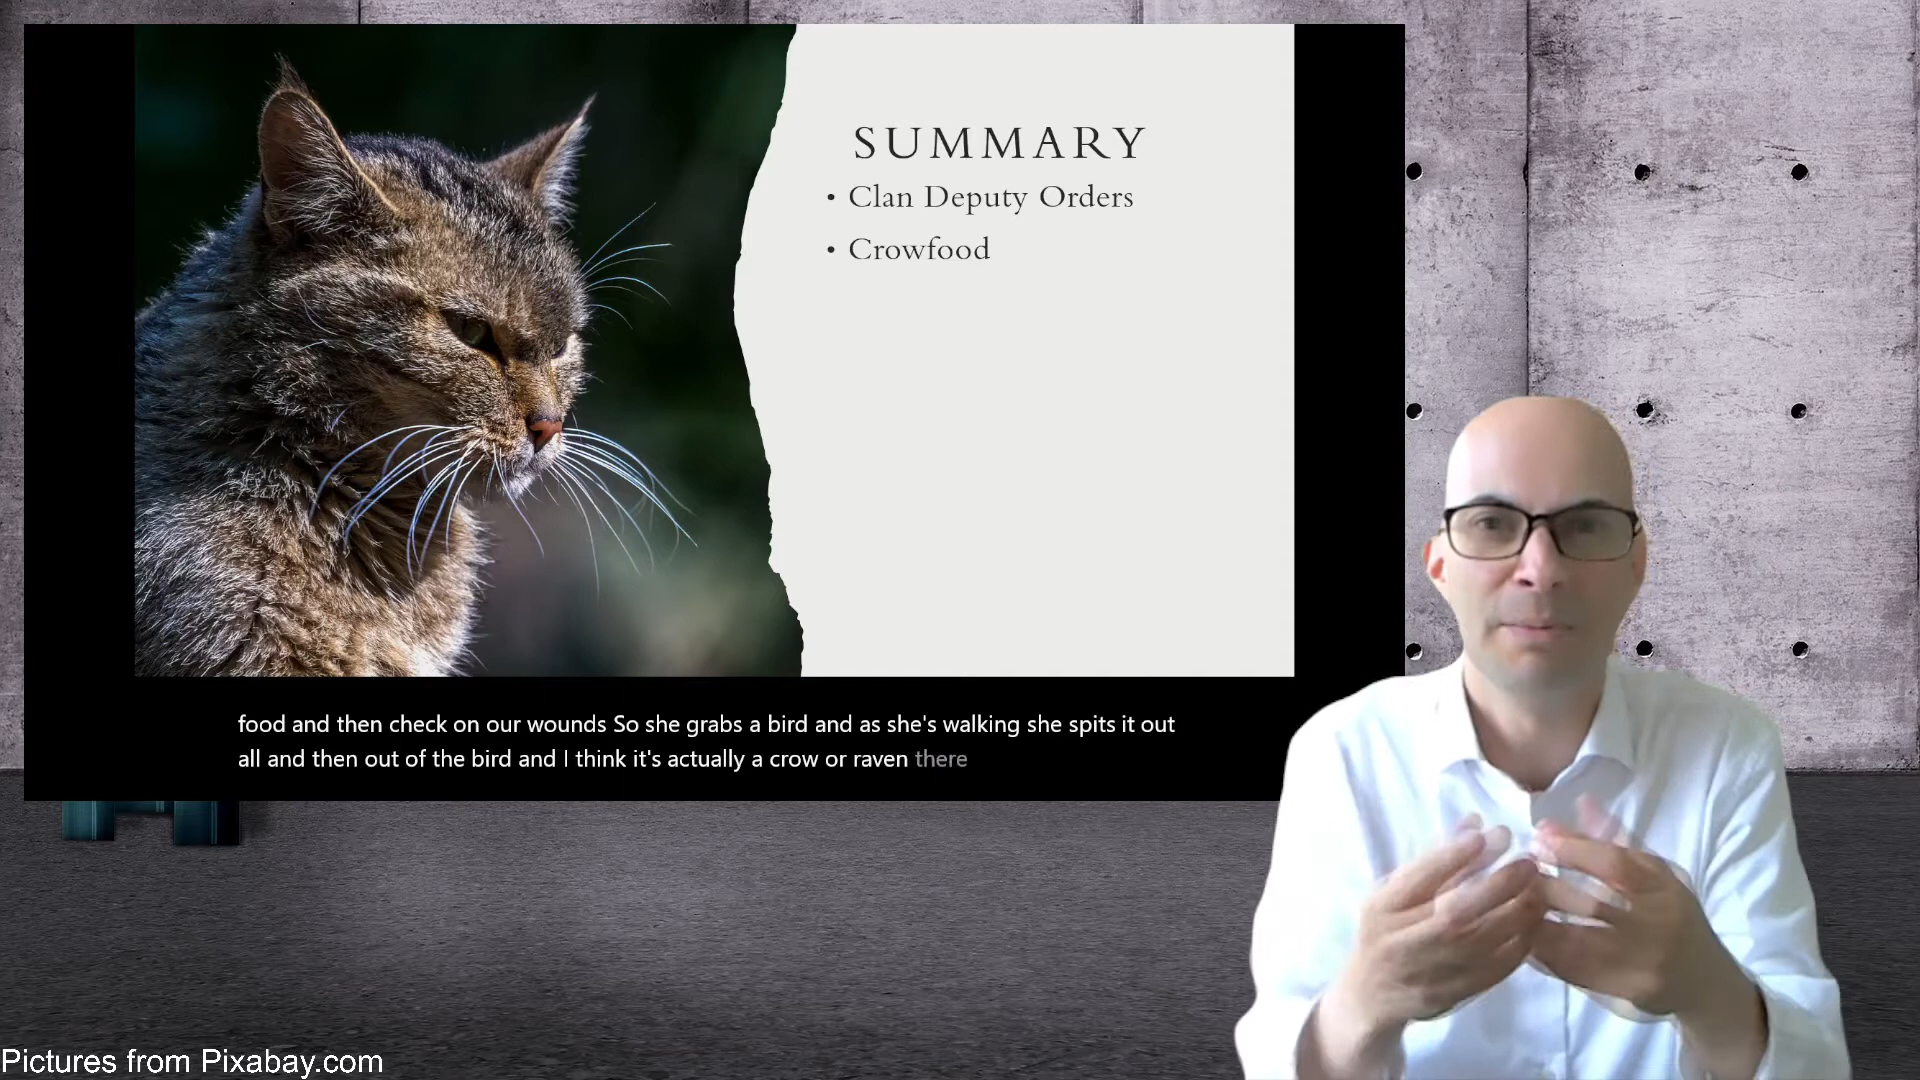 SUMMARY
• Clan Deputy Orders
• Crowfood
food and then check on our wounds So she grabs a bird and as she's walking she spits it out
all and then out of the bird and I think it's actually a crow or raven there
Pictures from Pixabay.com